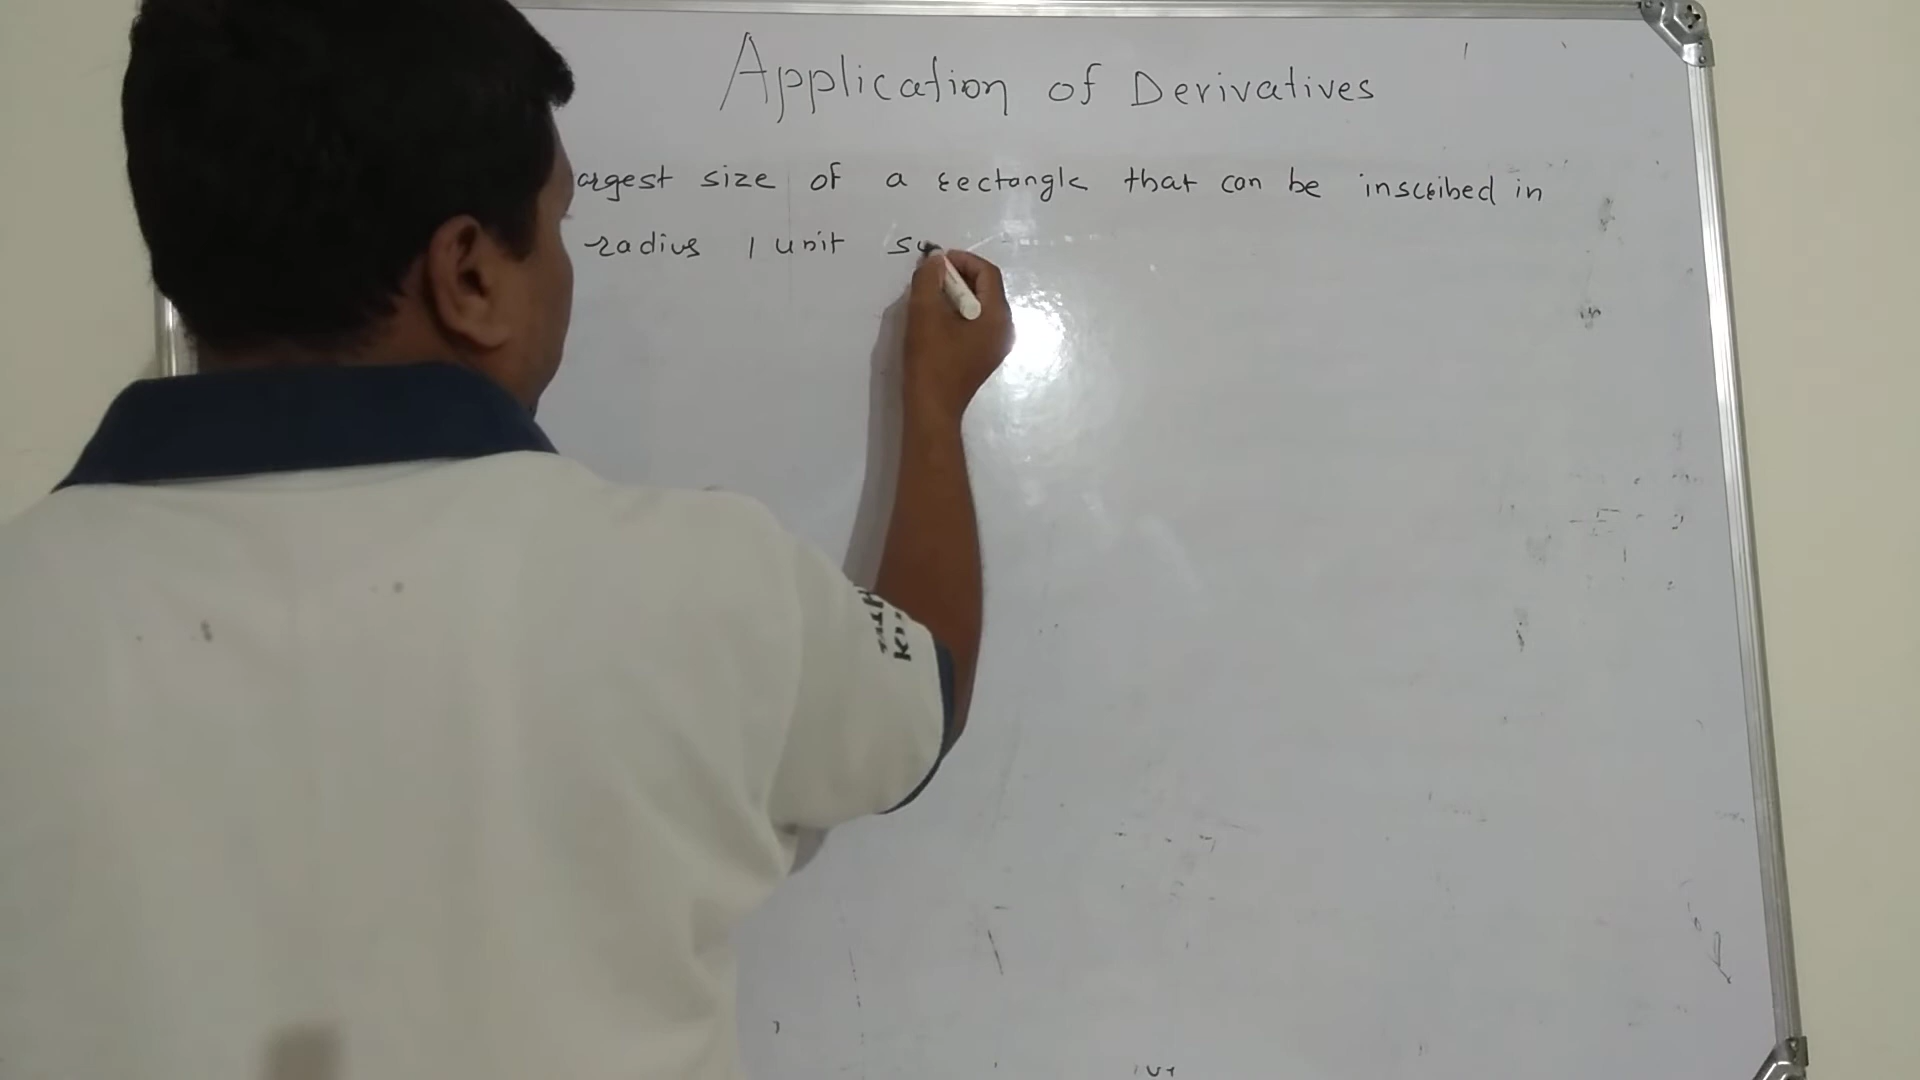 Application of Derivatives
argest size of a rectangle that can be inscribed in
radius 1 unit